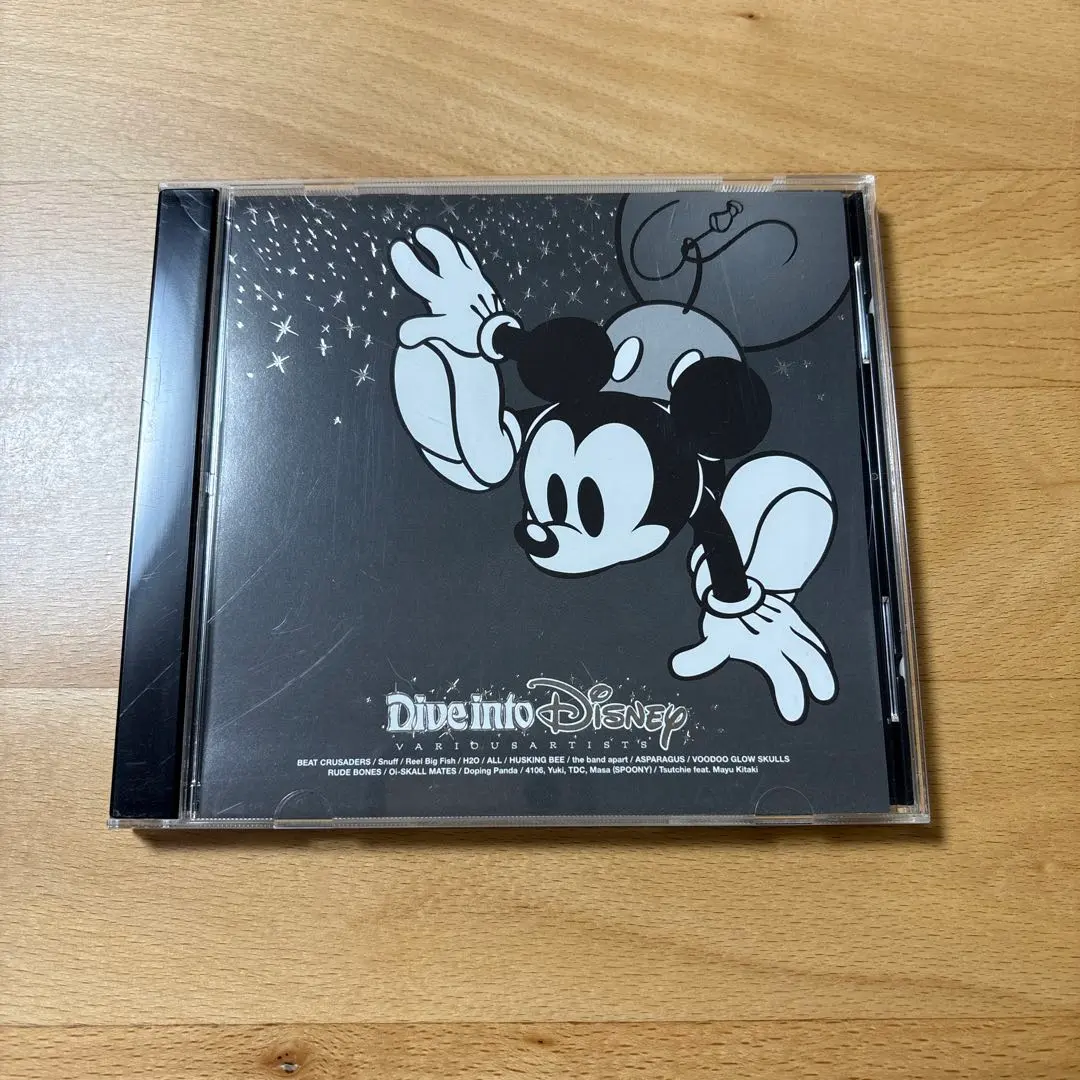 Dive into Disney
VARIOUS ARTISTS
BEAT CRUSADERS / Snuff / Reel Big Fish / H2O / ALL / HUSKING BEE / the band apart / ASPARAGUS / VOODOO GLOW SKULLS
RUDE BONES / Oi-SKALL MATES / Doping Panda / 4106, Yuki, TDC, Masa (SPOONY) / Tsutchie feat. Mayu Kitaki